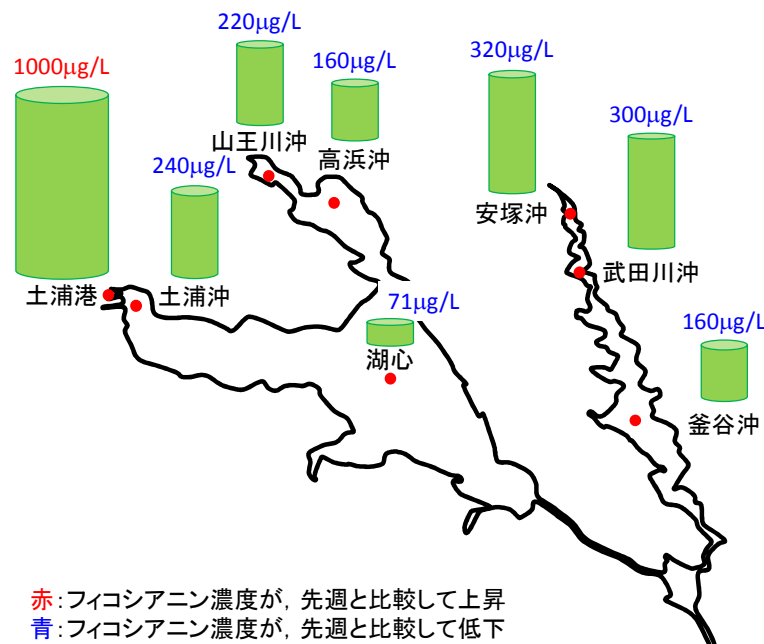 1000μg/L
土浦港
240μg/L
土浦沖
220μg/L
山王川沖
160μg/L
高浜沖
71μg/L
湖心
320μg/L
安塚沖
300μg/L
武田川沖
160μg/L
釜谷沖
赤:フィコシアニン濃度が，先週と比較して上昇
青:フィコシアニン濃度が，先週と比較して低下